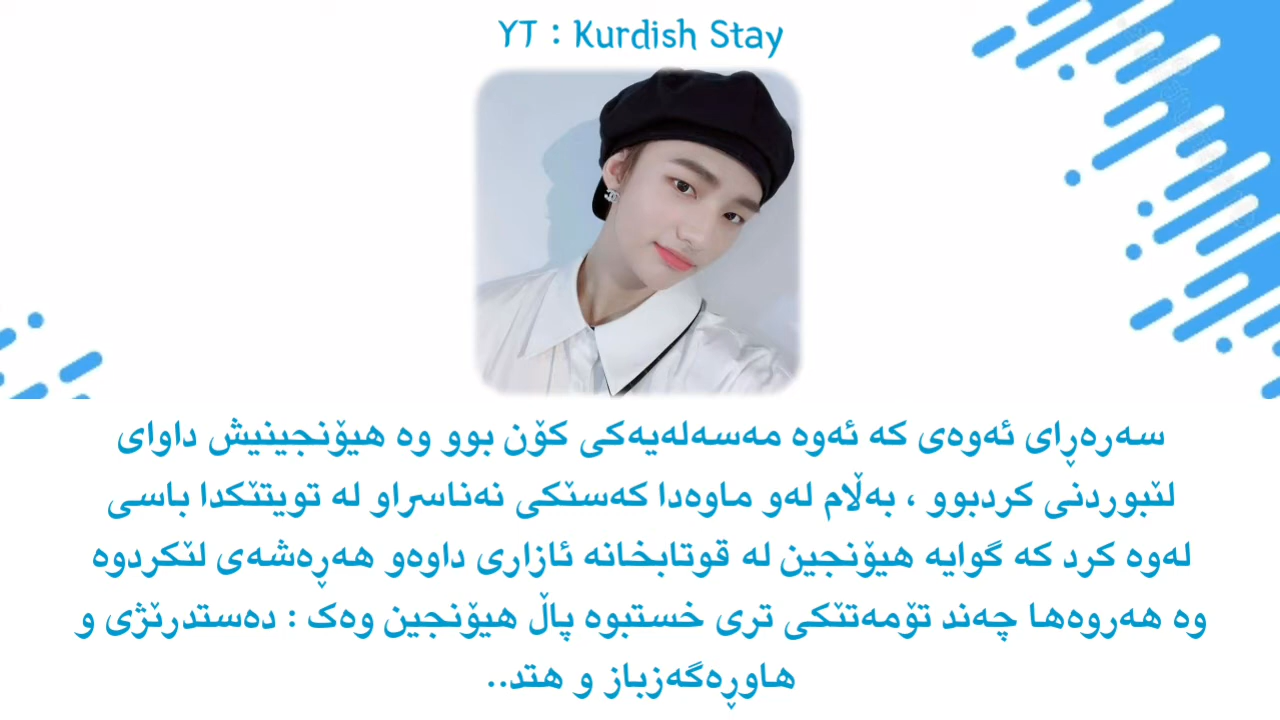 YT : Kurdish Stay
سەرەڕای ئەوەی کە ئەوە مەسەلەیەکی کۆن بوو وە هیۆنجینیش داوای
لێبوردنی کردبوو ، بەڵام لەو ماوەدا کەسێکی نەناسراو لە تویتێکدا باسی
لەوە کرد کە گوایە هیۆنجین لە قوتابخانە ئازاری داوەو هەڕەشەی لێکردوە
وە هەروەها چەند تۆمەتێکی تری خستبوە پاڵ هیۆنجین وەک : دەستدرێژی و
هاوڕەگەزباز و هتد..